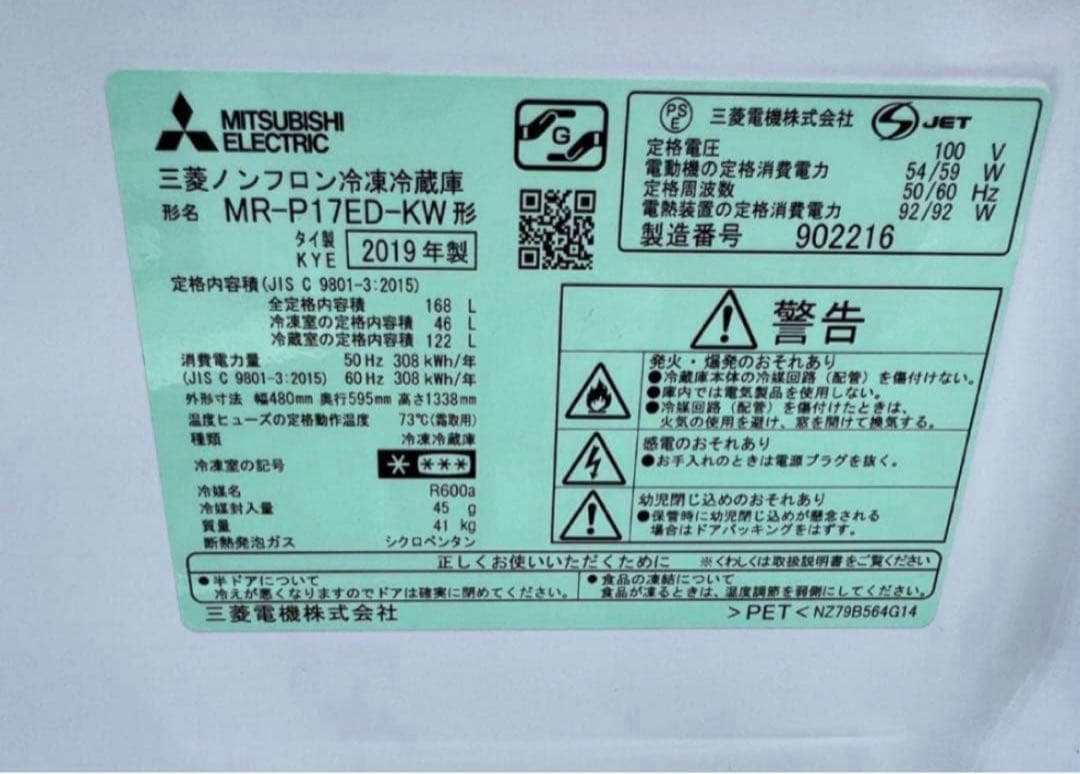 MITSUBISHI
ELECTRIC
三菱ノンフロン冷凍冷蔵庫
形名 MR-P17ED-KW形
タイ製
KYE
2019年製
定格内容積(JIS C 9801-3:2015)
全定格内容積 168 L
冷凍室の定格内容積 46 L
冷蔵室の定格内容積 122 L
消費電力量 50Hz 308kWh/年
(JIS C 9801-3:2015) 60Hz 308kWh/年
外形寸法 幅480mm 奥行595mm 高さ1338mm
温度ヒューズの定格動作温度 73℃(霜取用)
種類 冷凍冷蔵庫
冷凍室の記号 * ***
冷媒名 R600a
冷媒封入量 45 g
質量 41 kg
断熱発泡ガス シクロペンタン
G
PS
E
三菱電機株式会社
S JET
定格電圧 100 V
電動機の定格消費電力 54/59 W
定格周波数 50/60 Hz
電熱装置の定格消費電力 92/92 W
製造番号 902216
警告
発火・爆発のおそれあり
●冷蔵庫本体の冷媒回路(配管)を傷付けない。
●庫内では電気製品を使用しない。
●冷媒回路(配管)を傷付けたときは、
火気の使用を避け、窓を開けて換気する。
感電のおそれあり
●お手入れのときは電源プラグを抜く。
幼児閉じ込めのおそれあり
●保管時に幼児閉じ込めが懸念される
場合はドアパッキングをはずす。
正しくお使いいただくために ※くわしくは取扱説明書をご覧ください
●半ドアについて
冷えが悪くなりますのでドアは確実に閉めてください。
●食品の凍結について
食品が凍るときは、温度調節を弱側にしてください。
三菱電機株式会社
>PET< NZ79B564G14